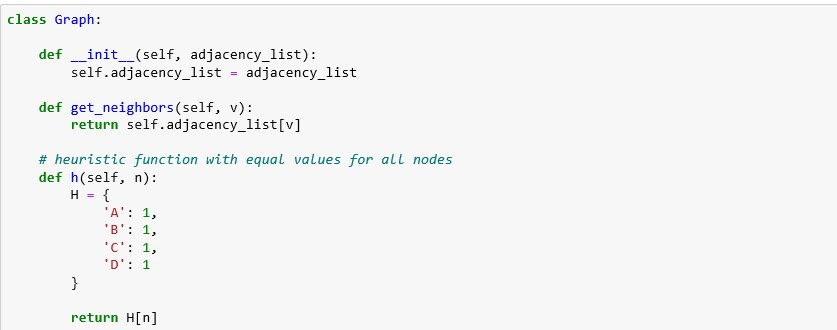 class Graph:
    def __init__(self, adjacency_list):
        self.adjacency_list = adjacency_list
    def get_neighbors(self, v):
        return self.adjacency_list[v]
    # heuristic function with equal values for all nodes
    def h(self, n):
        H = {
            'A': 1,
            'B': 1,
            'C': 1,
            'D': 1
        }
        return H[n]